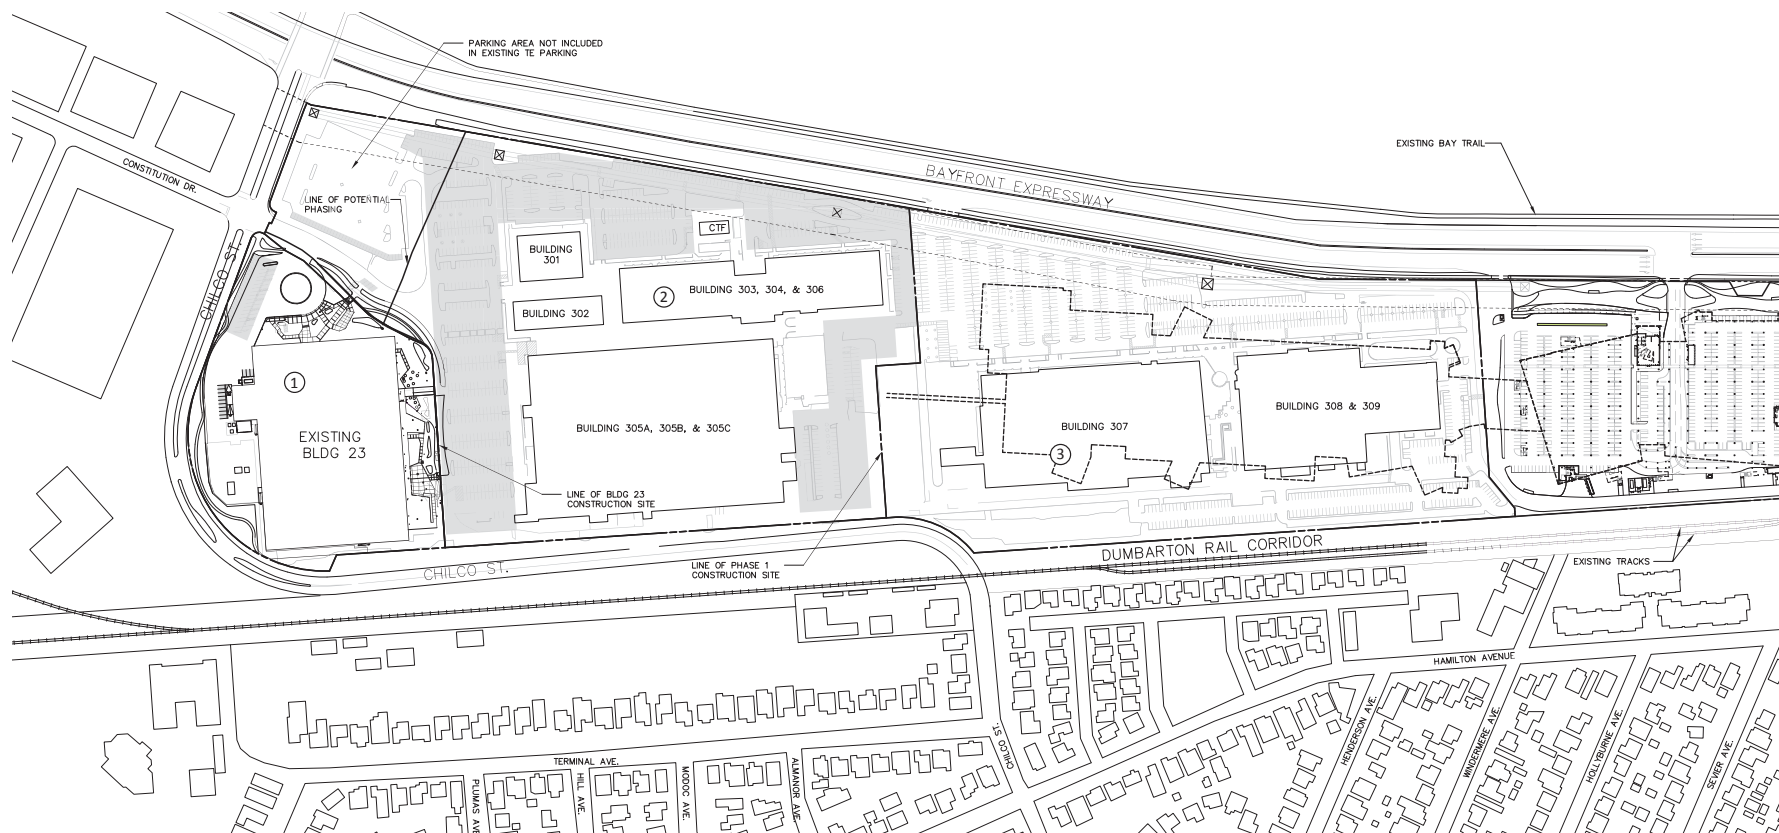 PARKING AREA NOT INCLUDED
IN EXISTING TE PARKING
EXISTING BAY TRAIL
CONSTITUTION DR.
BAYFRONT EXPRESSWAY
LINE OF POTENTIAL
PHASING
CHILCO ST.
CTF
BUILDING
301
2
BUILDING 303, 304, & 306
BUILDING 302
1
EXISTING
BLDG 23
BUILDING 305A, 305B, & 305C
BUILDING 307
BUILDING 308 & 309
3
LINE OF BLDG 23
CONSTRUCTION SITE
DUMBARTON RAIL CORRIDOR
CHILCO ST.
LINE OF PHASE 1
CONSTRUCTION SITE
EXISTING TRACKS
HAMILTON AVENUE
TERMINAL AVE.
CHILCO ST.
PLUMAS AVE
HILL AVE.
MODOC AVE.
ALMANOR AVE.
HENDERSON AVE.
WINDERMERE AVE.
HOLLYBURNE AVE.
SEVIER AVE.